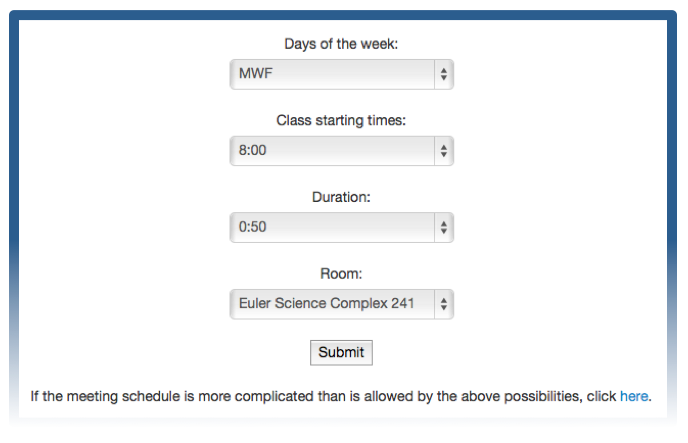 Days of the week:
MWF
Class starting times:
8:00
Duration:
0:50
Room:
Euler Science Complex 241
Submit
If the meeting schedule is more complicated than is allowed by the above possibilities, click here.